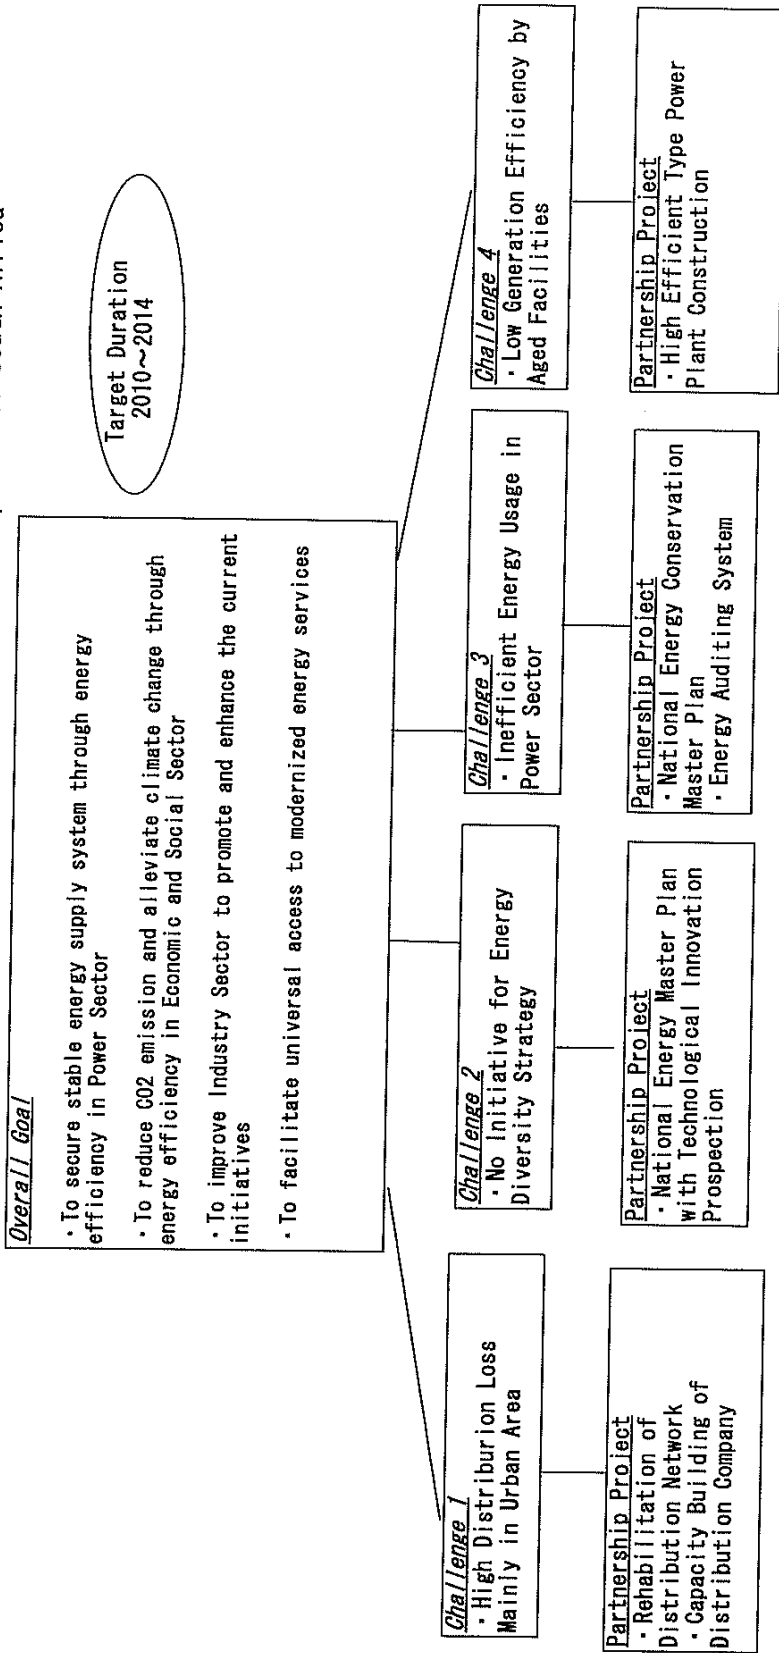 Target Duration
2010~2014
Overall Goal
・To secure stable energy supply system through energy
efficiency in Power Sector
・To reduce CO2 emission and alleviate climate change through
energy efficiency in Economic and Social Sector
・To improve Industry Sector to promote and enhance the current
initiatives
・To facilitate universal access to modernized energy services
Challenge 1
・High Distriburion Loss
Mainly in Urban Area
Partnership Project
・Rehabilitation of
Distribution Network
・Capacity Building of
Distribution Company
Challenge 2
・No Initiative for Energy
Diversity Strategy
Partnership Project
・National Energy Master Plan
with Technological Innovation
Prospection
Challenge 3
・Inefficient Energy Usage in
Power Sector
Partnership Project
・National Energy Conservation
Master Plan
・Energy Auditing System
Challenge 4
・Low Generation Efficiency by
Aged Facilities
Partnership Project
・High Efficient Type Power
Plant Construction